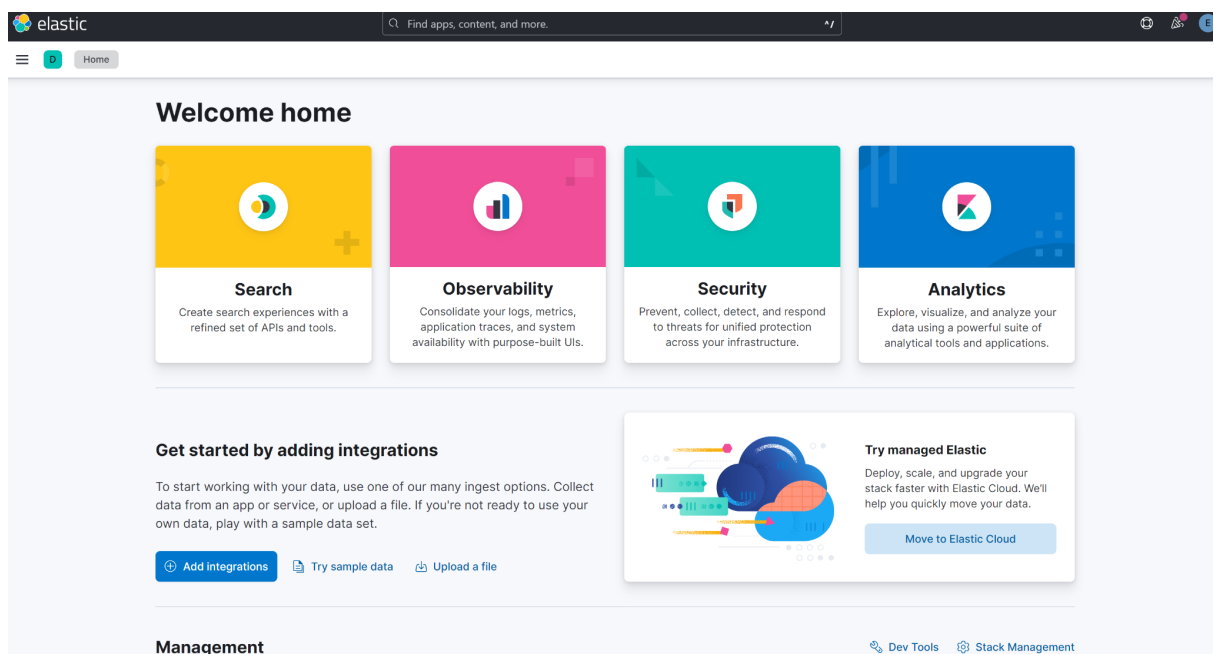 elastic
Find apps, content, and more.
^/
E
D
Home
Welcome home
Search
Create search experiences with a
refined set of APIs and tools.
Observability
Consolidate your logs, metrics,
application traces, and system
availability with purpose-built UIs.
Security
Prevent, collect, detect, and respond
to threats for unified protection
across your infrastructure.
Analytics
Explore, visualize, and analyze your
data using a powerful suite of
analytical tools and applications.
Get started by adding integrations
To start working with your data, use one of our many ingest options. Collect
data from an app or service, or upload a file. If you're not ready to use your
own data, play with a sample data set.
Add integrations
Try sample data
Upload a file
Try managed Elastic
Deploy, scale, and upgrade your
stack faster with Elastic Cloud. We'll
help you quickly move your data.
Move to Elastic Cloud
Management
Dev Tools
Stack Management